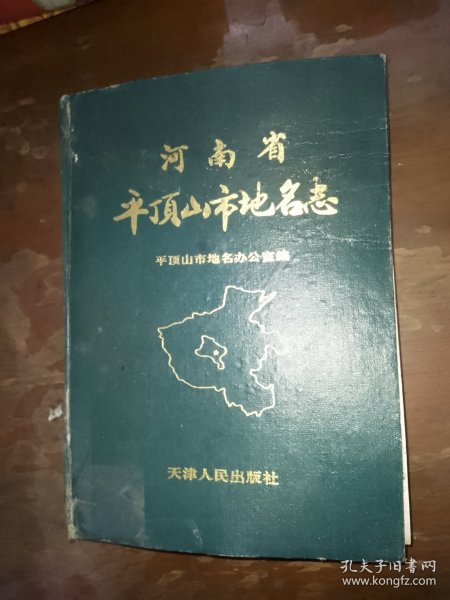 河南省
平顶山市地名志
平顶山市地名办公室编
天津人民出版社
孔夫子旧书网
www.kongfz.com